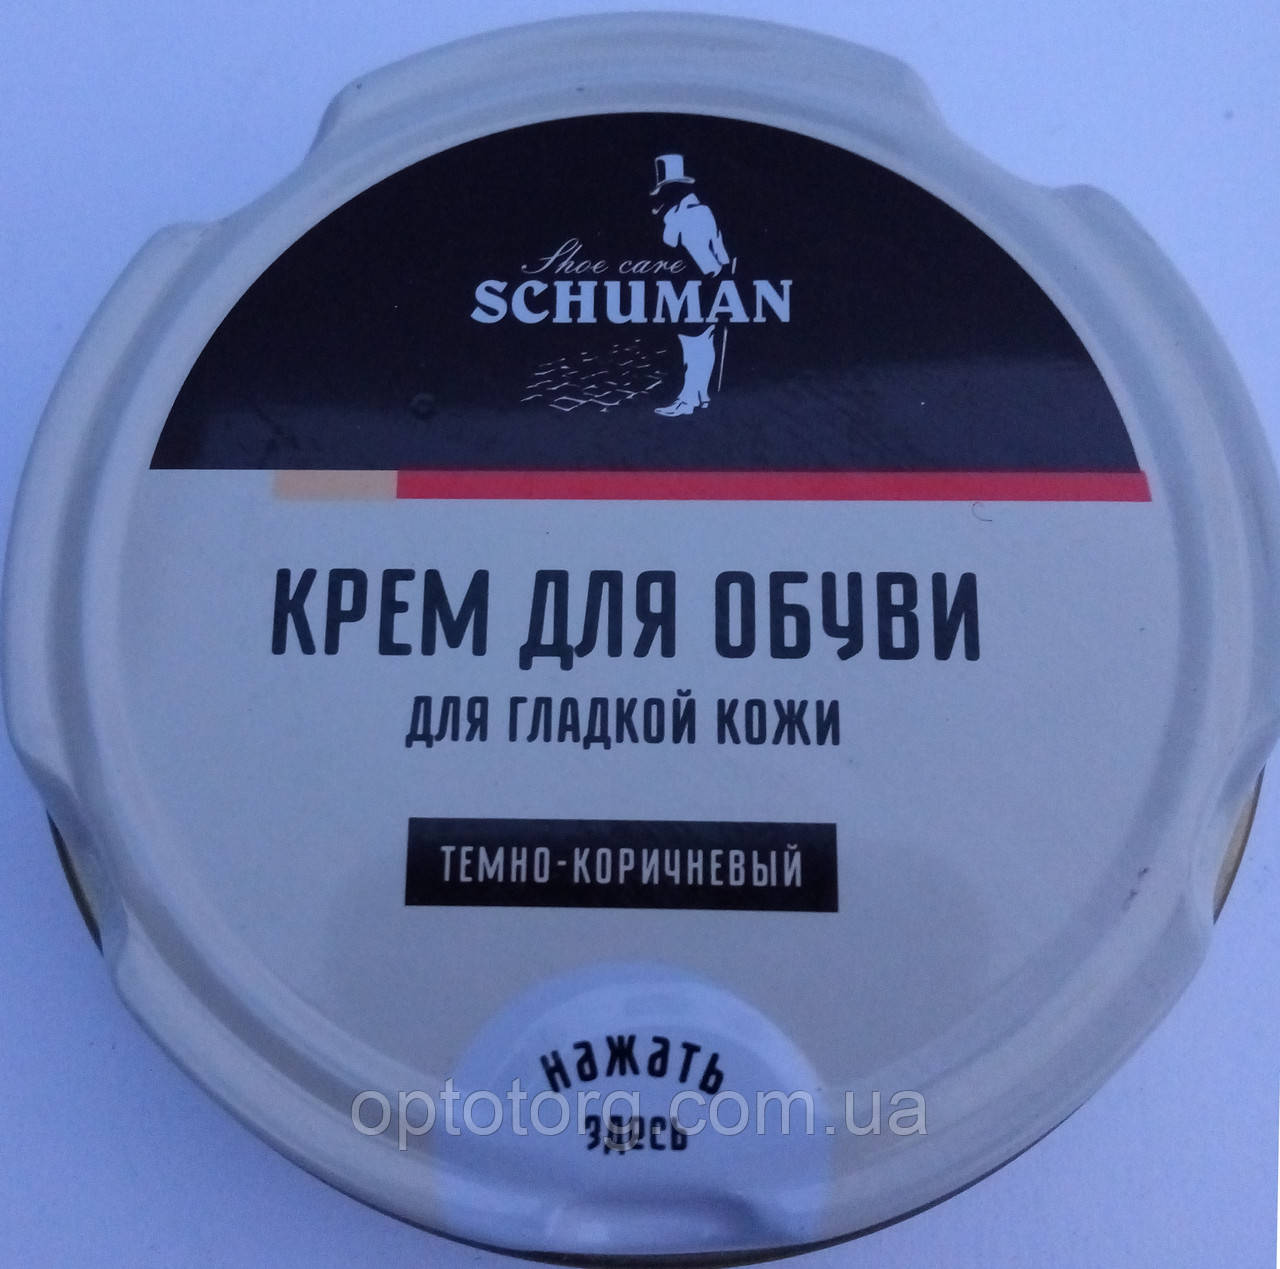 Shoe care
SCHUMAN
КРЕМ ДЛЯ ОБУВИ
ДЛЯ ГЛАДКОЙ КОЖИ
ТЕМНО-КОРИЧНЕВЫЙ
нажать
optotorg.com.ua
здесь